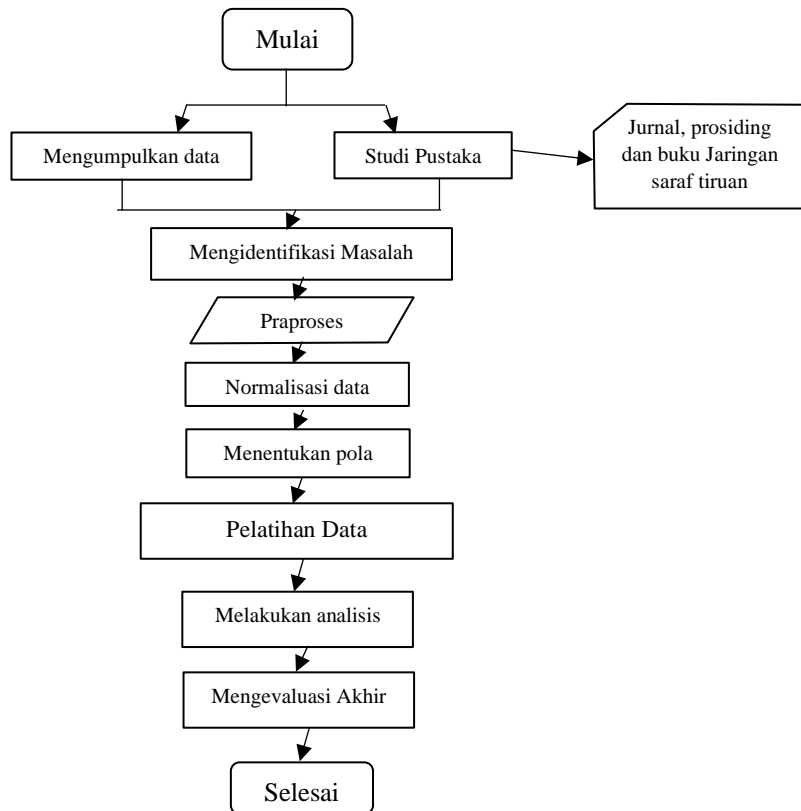 Mulai
Mengumpulkan data
Studi Pustaka
Jurnal, prosiding
dan buku Jaringan
saraf tiruan
Mengidentifikasi Masalah
Praproses
Normalisasi data
Menentukan pola
Pelatihan Data
Melakukan analisis
Mengevaluasi Akhir
Selesai